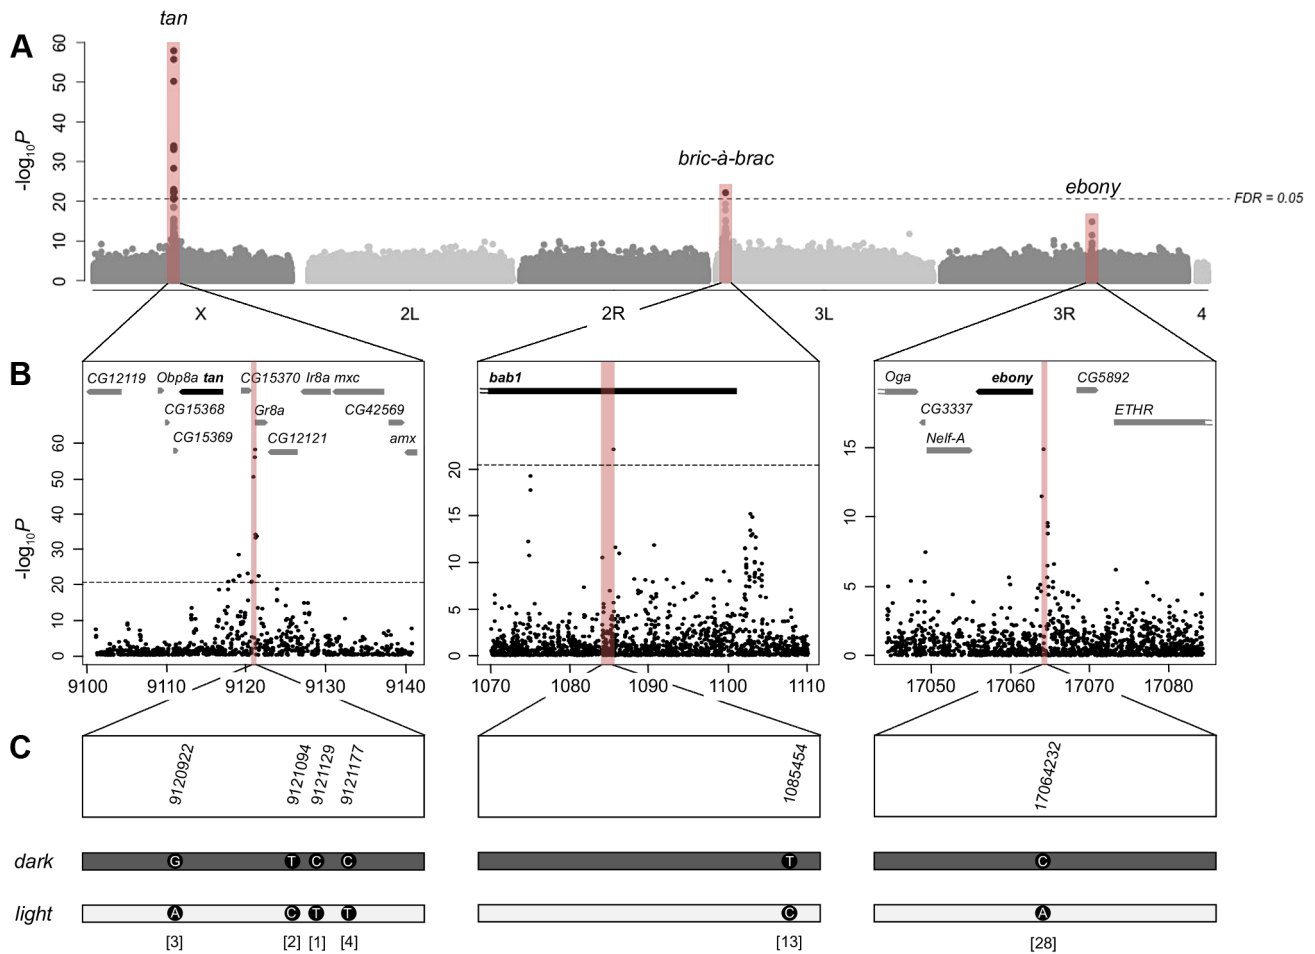 tan
A
60
50
40
30
20
10
0
-log10P
bric-à-brac
ebony
FDR = 0.05
X
2L
2R
3L
3R
4
B
CG12119
Obp8a
tan
CG15370
Ir8a
mxc
CG15368
Gr8a
CG42569
CG15369
CG12121
amx
60
50
40
30
20
10
0
-log10P
9100
9110
9120
9130
9140
bab1
20
15
10
5
0
1070
1080
1090
1100
1110
Oga
ebony
CG5892
CG3337
ETHR
Nelf-A
15
10
5
0
17050
17060
17070
17080
C
9120922
9121094
9121129
9121177
1085454
17064232
dark
G
T
C
C
T
C
light
A
C
T
T
C
A
[3]
[2]
[1]
[4]
[13]
[28]